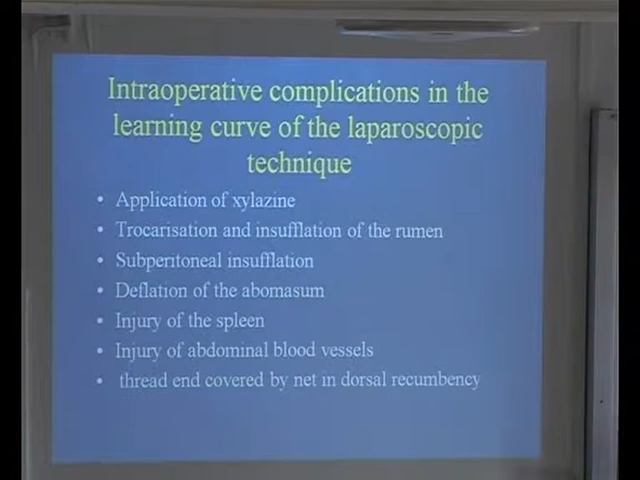 Intraoperative complications in the
learning curve of the laparoscopic
technique
• Application of xylazine
• Trocarisation and insufflation of the rumen
• Subperitoneal insufflation
• Deflation of the abomasum
• Injury of the spleen
• Injury of abdominal blood vessels
• thread end covered by net in dorsal recumbency